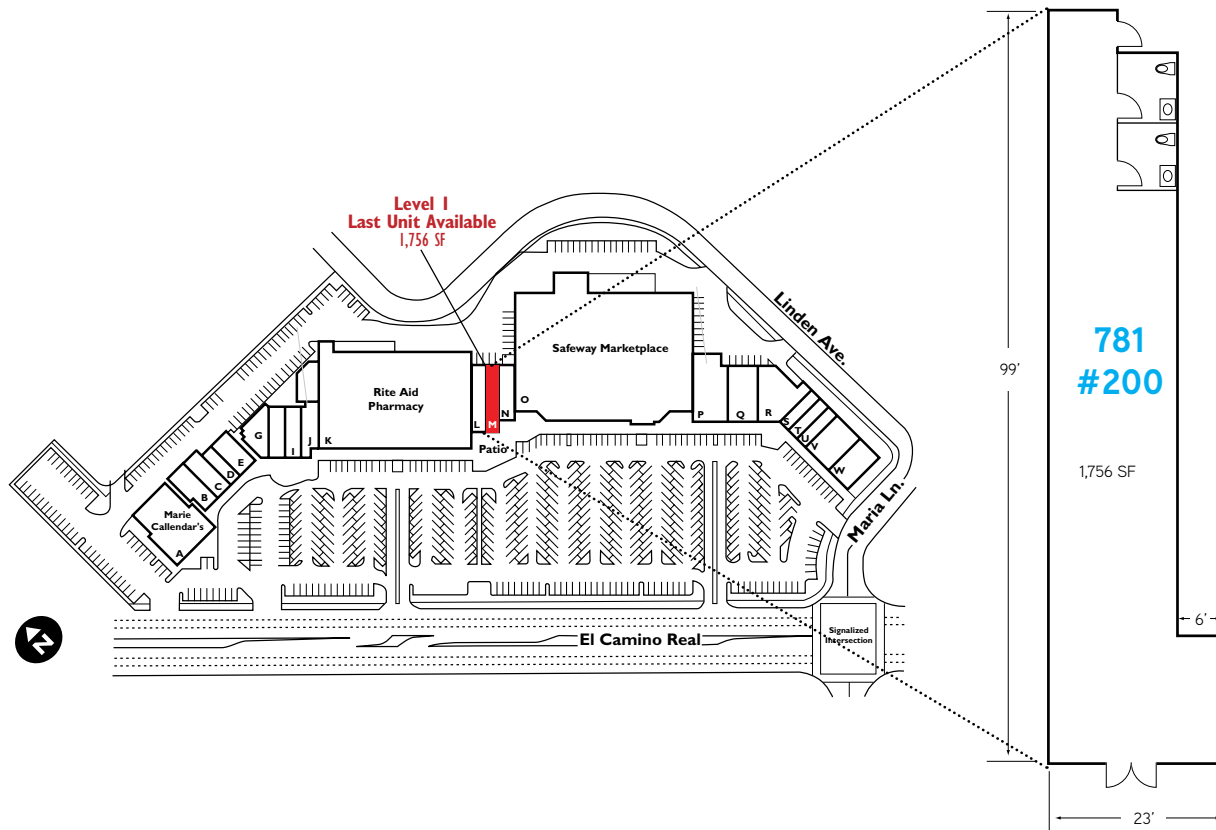 Level 1
Last Unit Available
1,756 SF
Linden Ave.
Safeway Marketplace
Rite Aid
Pharmacy
O
P
Q
R
S
T
U
V
W
L
M
N
Patio
K
J
I
G
E
D
C
B
Marie
Callendar's
A
Maria Ln.
N
El Camino Real
Signalized
Intersection
99'
781
#200
1,756 SF
6'
23'